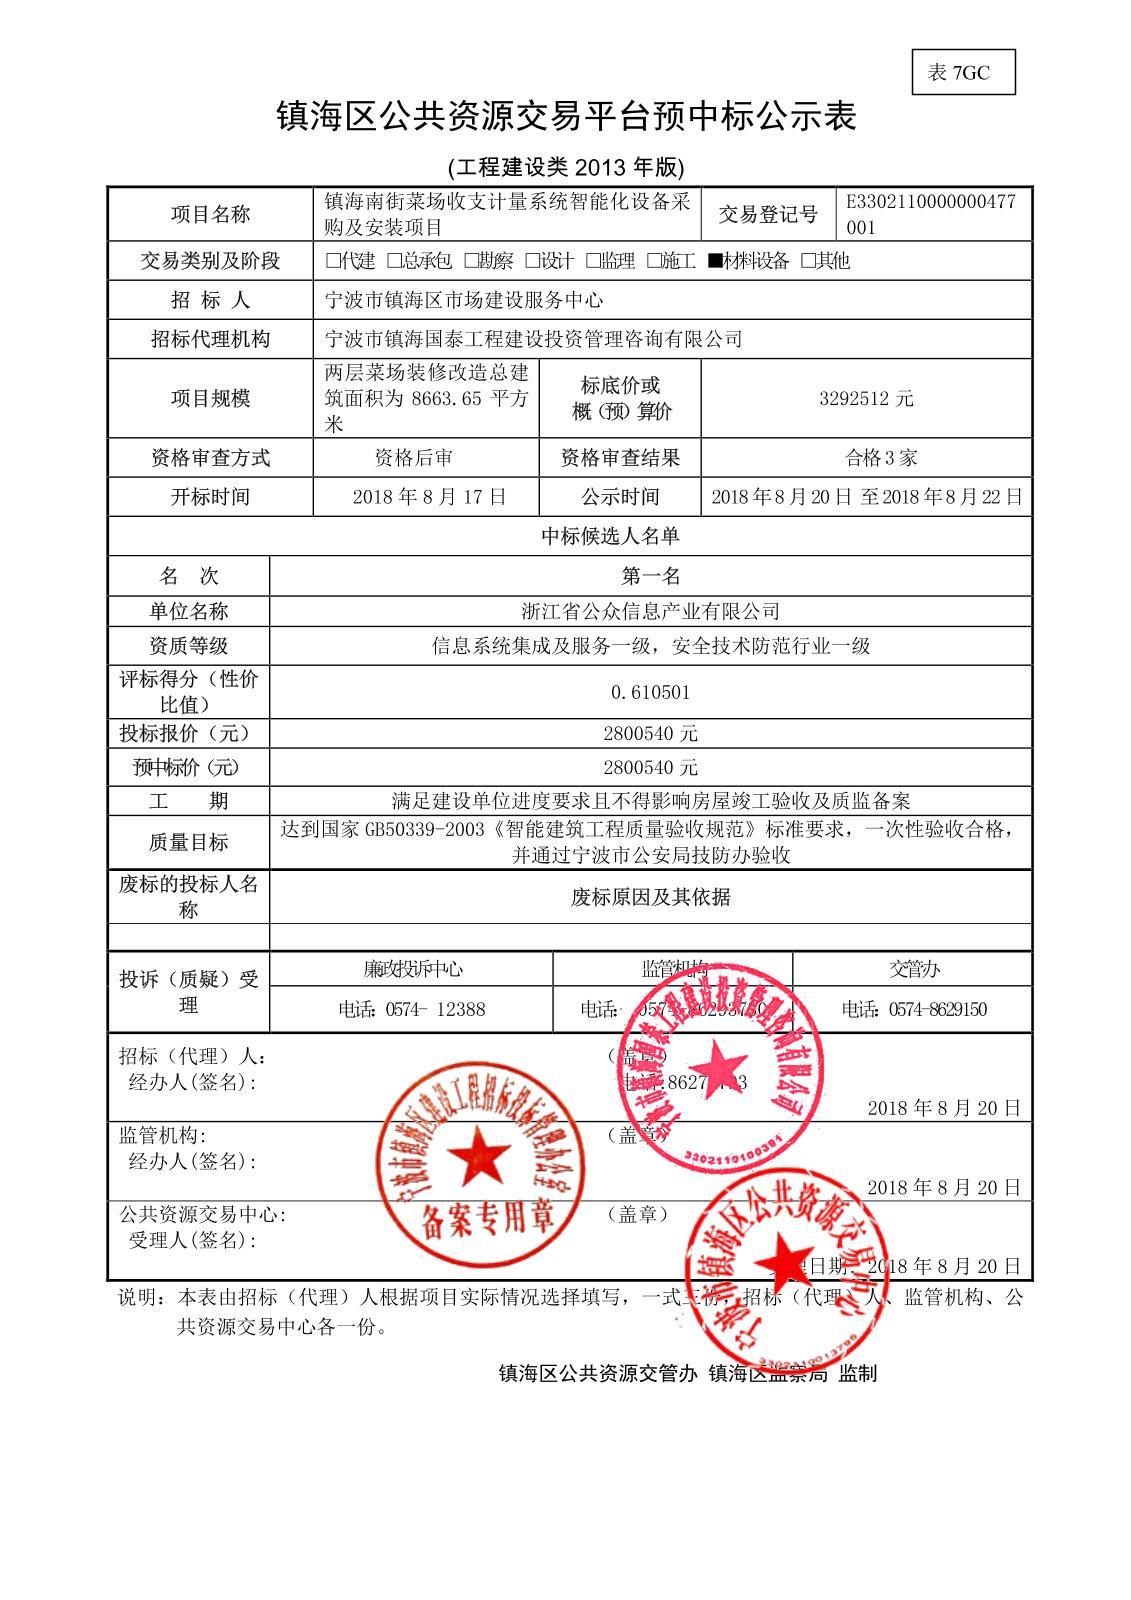 表 7GC
镇海区公共资源交易平台预中标公示表
(工程建设类 2013 年版)
项目名称
镇海南街菜场收支计量系统智能化设备采
购及安装项目
交易登记号
E3302110000000477
001
交易类别及阶段
□代建 □总承包 □勘察 □设计 □监理 □施工 ■材料设备 □其他
招 标 人
宁波市镇海区市场建设服务中心
招标代理机构
宁波市镇海国泰工程建设投资管理咨询有限公司
项目规模
两层菜场装修改造总建
筑面积为 8663.65 平方
米
标底价或
概（预）算价
3292512 元
资格审查方式
资格后审
资格审查结果
合格 3 家
开标时间
2018 年 8 月 17 日
公示时间
2018 年 8 月 20 日 至 2018 年 8 月 22 日
中标候选人名单
名 次
第一名
单位名称
浙江省公众信息产业有限公司
资质等级
信息系统集成及服务一级，安全技术防范行业一级
评标得分（性价
比值）
0.610501
投标报价（元）
2800540 元
预中标价（元）
2800540 元
工 期
满足建设单位进度要求且不得影响房屋竣工验收及质监备案
质量目标
达到国家 GB50339-2003《智能建筑工程质量验收规范》标准要求，一次性验收合格，
并通过宁波市公安局技防办验收
废标的投标人名
称
废标原因及其依据
投诉（质疑）受
理
廉政投诉中心
监管机构
交管办
电话：0574- 12388
电话：
电话：0574-8629150
招标（代理）人：
（盖章）
经办人(签名)：
电话:
2018 年 8 月 20 日
监管机构:
（盖章）
经办人(签名)：
2018 年 8 月 20 日
公共资源交易中心:
（盖章）
受理人(签名)：
日期：2018 年 8 月 20 日
宁波市镇海国泰工程建设投资管理咨询有限公司
3302110100391
宁波市镇海区建设工程招标投标管理办公室
备案专用章
宁波市镇海区公共资源交易中心
说明：本表由招标（代理）人根据项目实际情况选择填写，一式三份，招标（代理）人、监管机构、公
共资源交易中心各一份。
镇海区公共资源交管办 镇海区监察局 监制